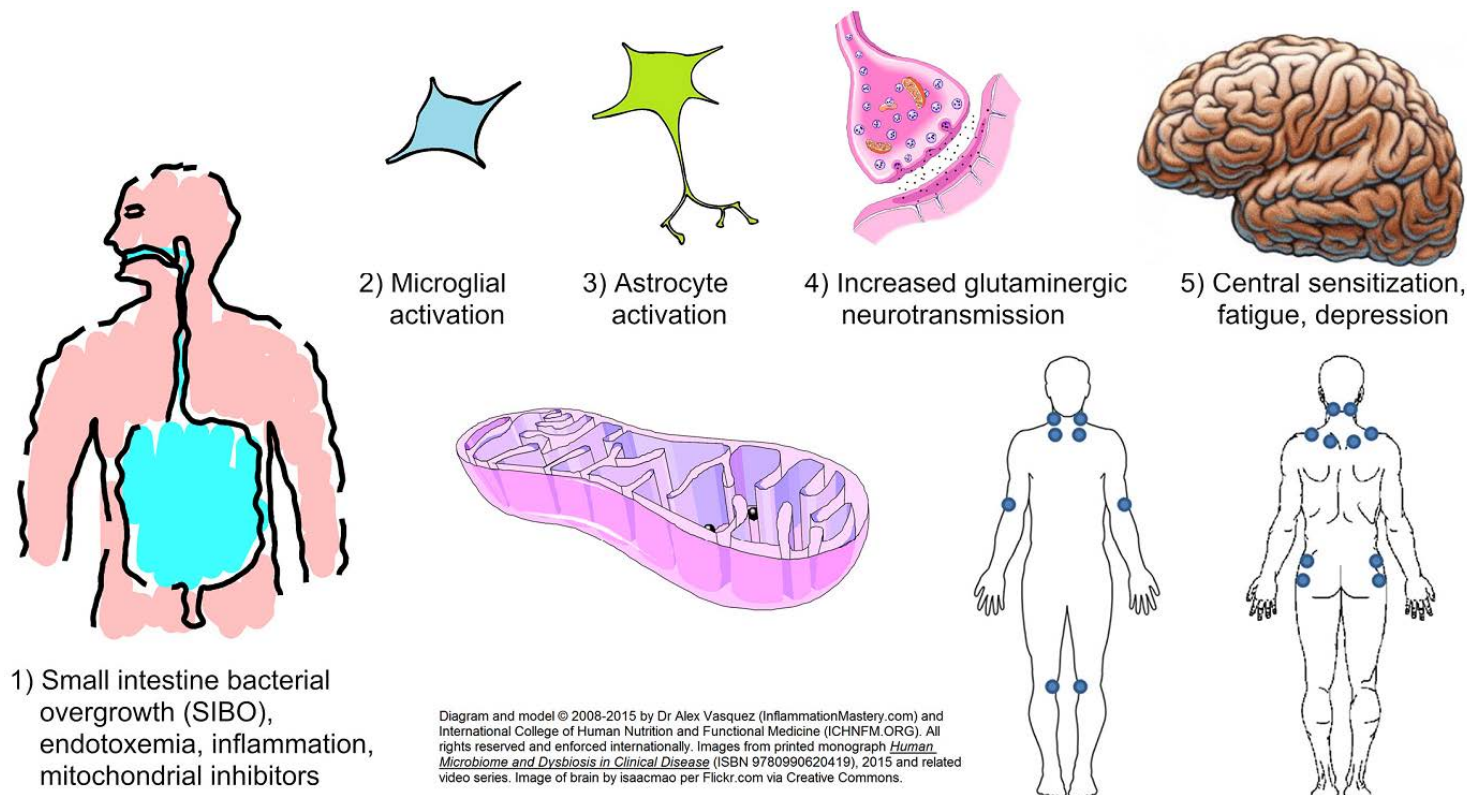 2) Microglial
activation
3) Astrocyte
activation
4) Increased glutaminergic
neurotransmission
5) Central sensitization,
fatigue, depression
1) Small intestine bacterial
overgrowth (SIBO),
endotoxemia, inflammation,
mitochondrial inhibitors
Diagram and model © 2008-2015 by Dr Alex Vasquez (InflammationMastery.com) and
International College of Human Nutrition and Functional Medicine (ICHNFM.ORG). All
rights reserved and enforced internationally. Images from printed monograph Human
Microbiome and Dysbiosis in Clinical Disease (ISBN 9780990620419), 2015 and related
video series. Image of brain by isaacmao per Flickr.com via Creative Commons.